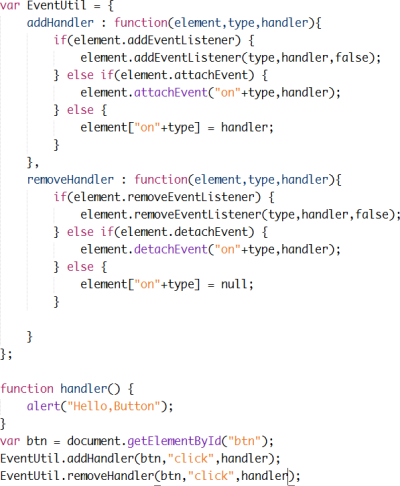 var EventUtil = {
    addHandler : function(element,type,handler){
        if(element.addEventListener) {
            element.addEventListener(type,handler,false);
        } else if(element.attachEvent) {
            element.attachEvent("on"+type,handler);
        } else {
            element["on"+type] = handler;
        }
    },
    removeHandler : function(element,type,handler){
        if(element.removeEventListener) {
            element.removeEventListener(type,handler,false);
        } else if(element.detachEvent) {
            element.detachEvent("on"+type,handler);
        } else {
            element["on"+type] = null;
        }

    }
};

function handler() {
    alert("Hello,Button");
}
var btn = document.getElementById("btn");
EventUtil.addHandler(btn,"click",handler);
EventUtil.removeHandler(btn,"click",handler);